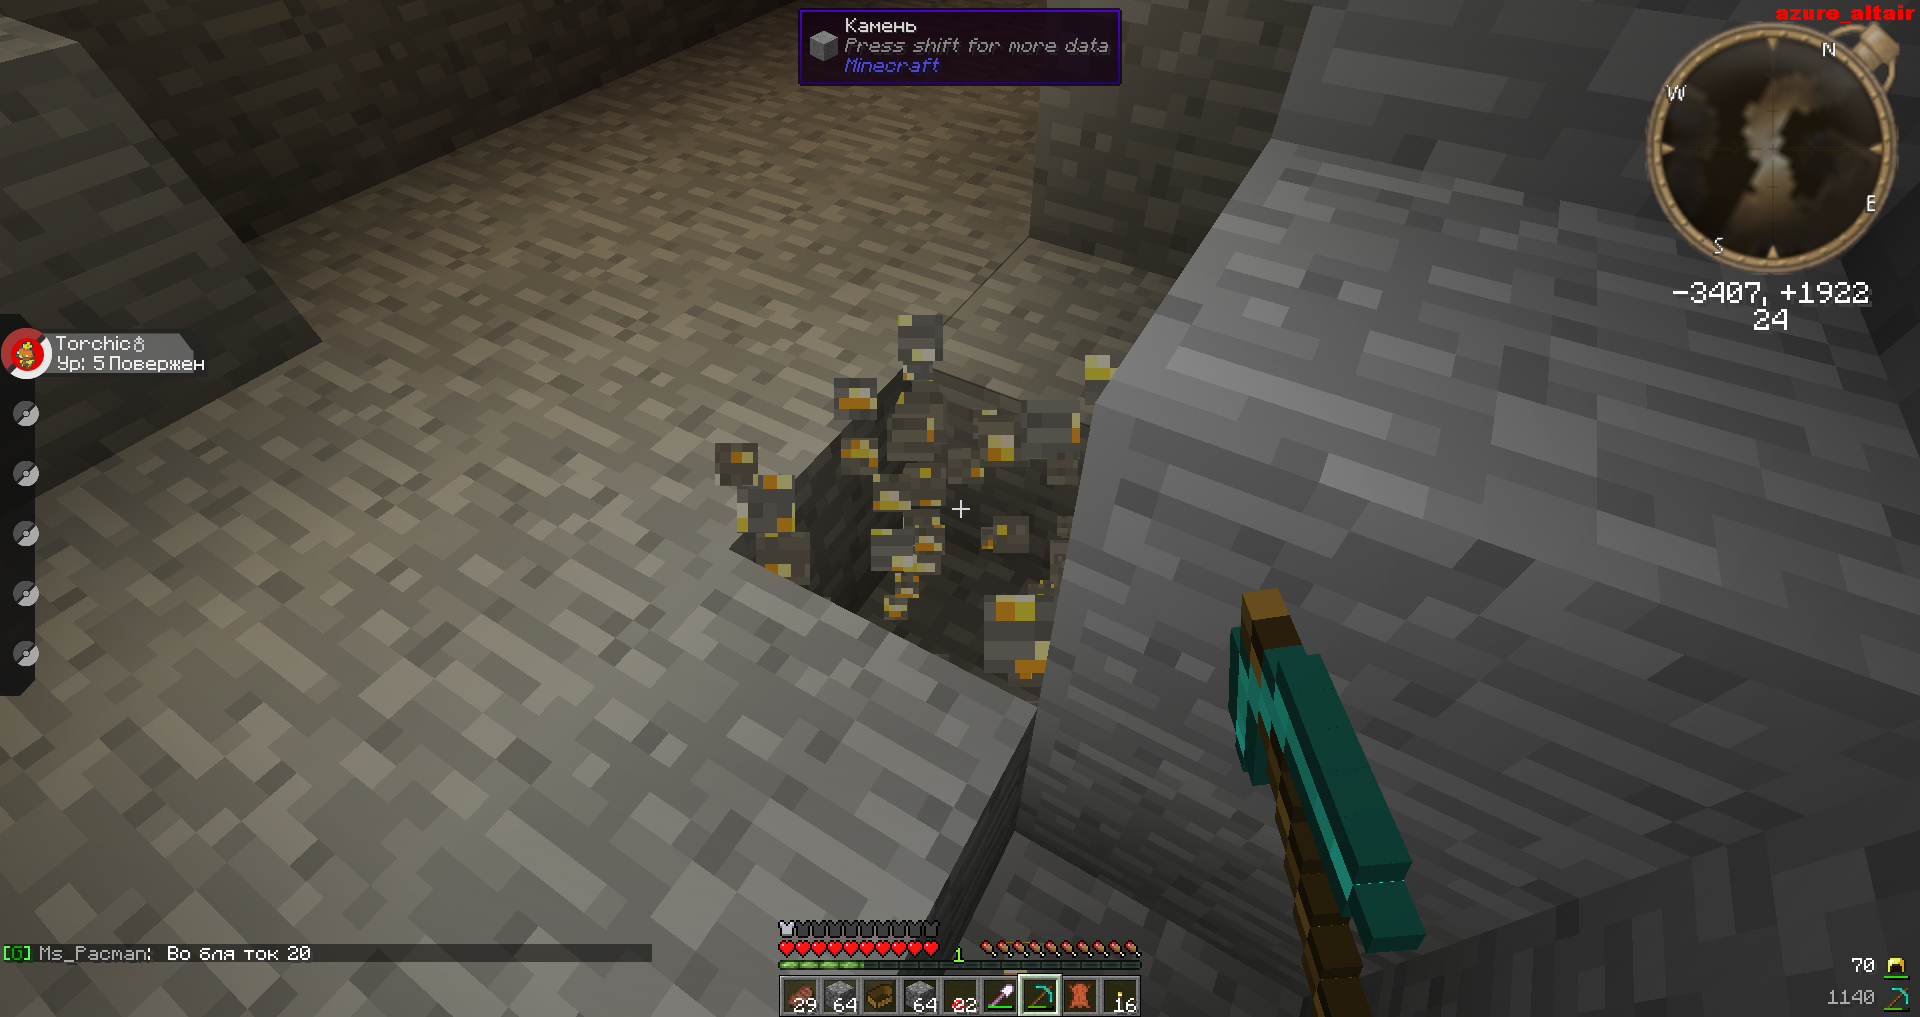 azure_altair
Камень
Press shift for more data
Minecraft
N
W
E
S
-3407, +1922
24
Torchic♂
Ур: 5 Повержен
[G] Ms_Pacman: Во бля ток 20
1
29 64 64 22 16
70
1140